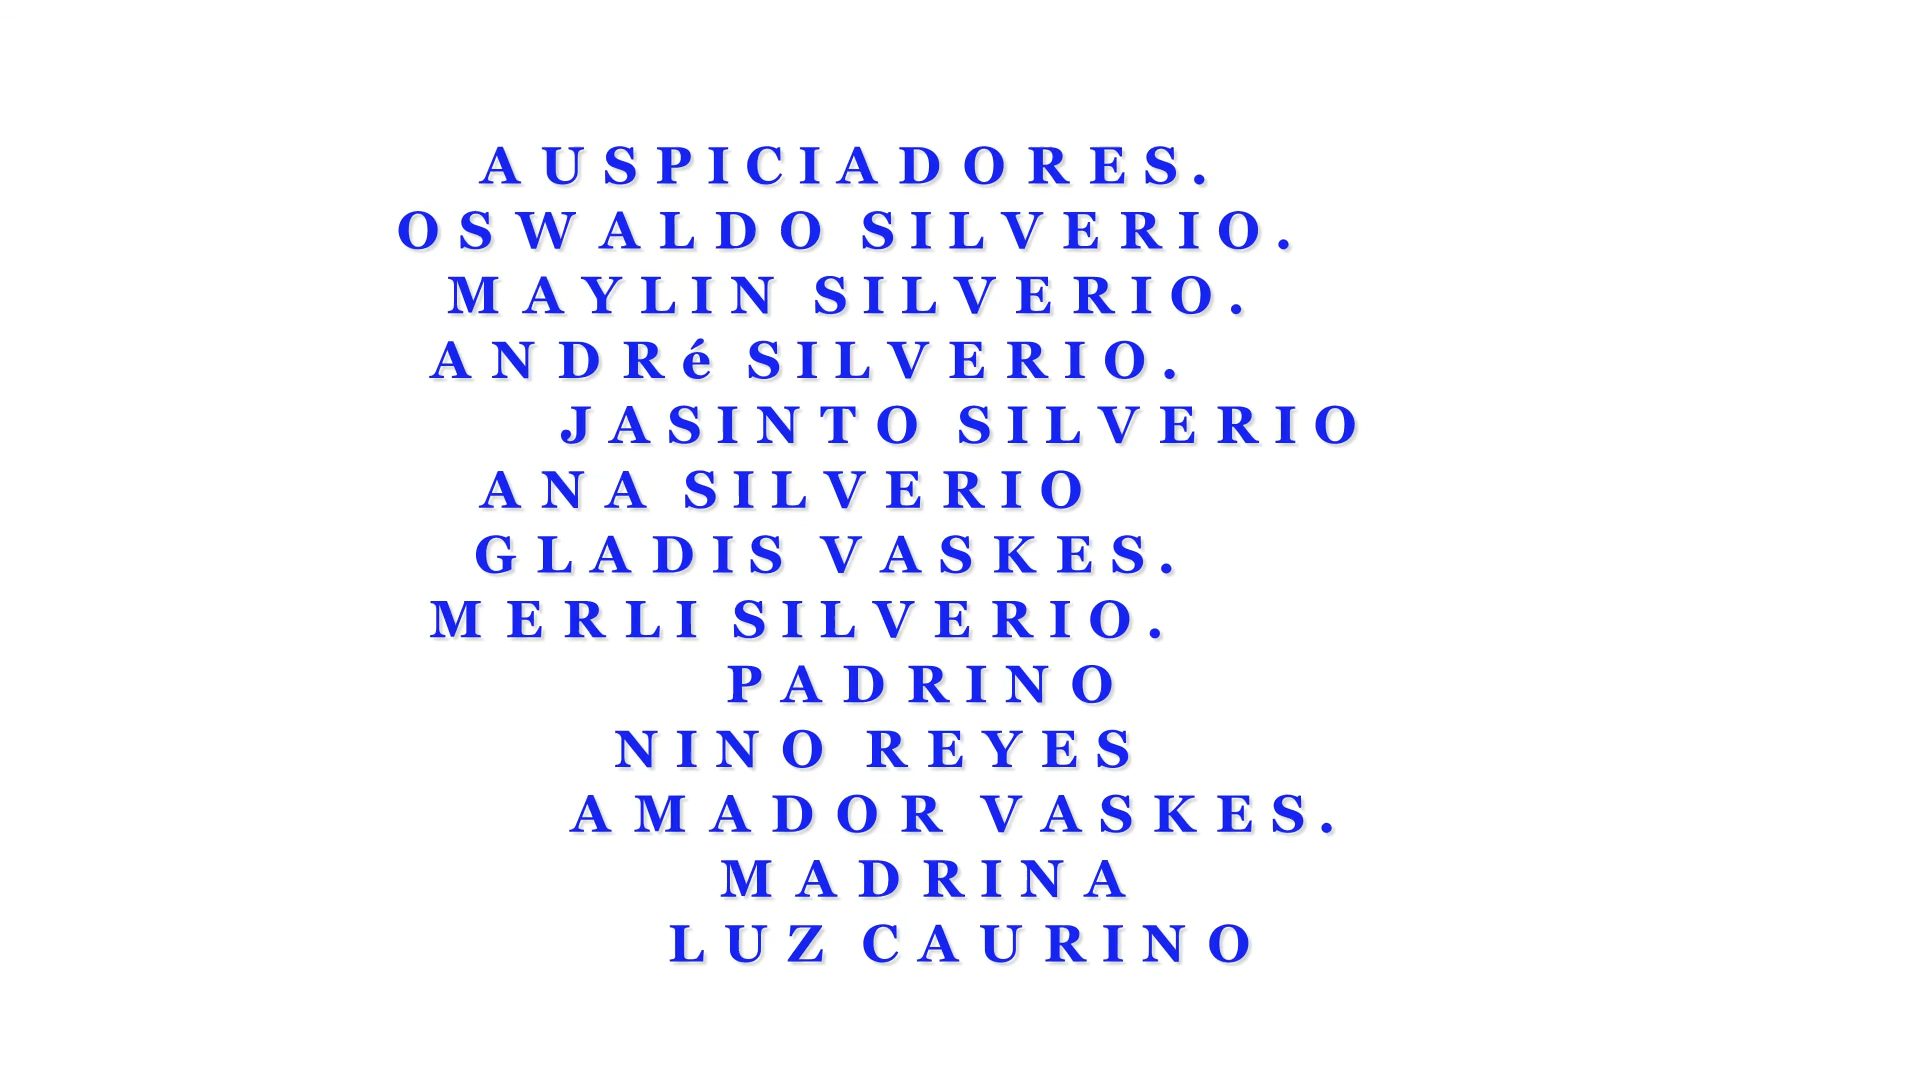 AUSPICIADORES.
OSWALDO SILVERIO.
MAYLIN SILVERIO.
ANDRé SILVERIO.
JASINTO SILVERIO
ANA SILVERIO
GLADIS VASKES.
MERLI SILVERIO.
PADRINO
NINO REYES
AMADOR VASKES.
MADRINA
LUZ CAURINO